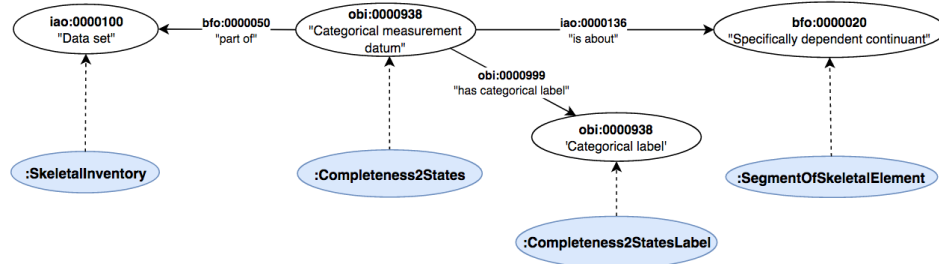 iao:0000100
"Data set"
bfo:0000050
"part of"
obi:0000938
"Categorical measurement
datum"
iao:0000136
"is about"
bfo:0000020
"Specifically dependent continuant"
obi:0000999
"has categorical label"
obi:0000938
'Categorical label'
:SkeletalInventory
:Completeness2States
:SegmentOfSkeletalElement
:Completeness2StatesLabel